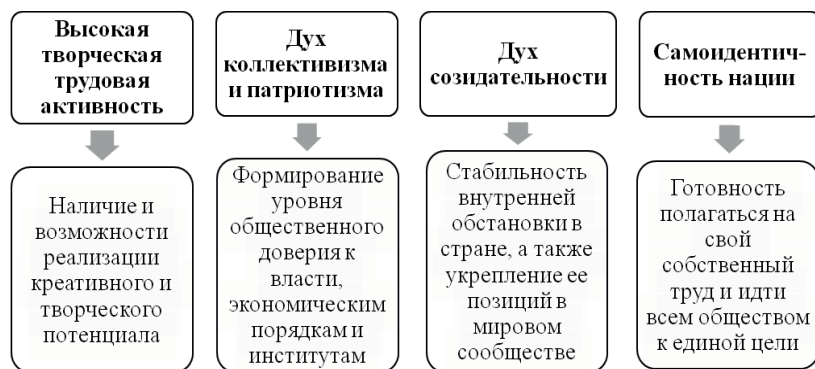 Высокая
творческая
трудовая
активность
Дух
коллективизма
и патриотизма
Дух
созидательности
Самоидентич-
ность нации
Наличие и
возможности
реализации
креативного и
творческого
потенциала
Формирование
уровня
общественного
доверия к
власти,
экономическим
порядкам и
институтам
Стабильность
внутренней
обстановки в
стране, а также
укрепление ее
позиций в
мировом
сообществе
Готовность
полагаться на
свой
собственный
труд и идти
всем обществом
к единой цели